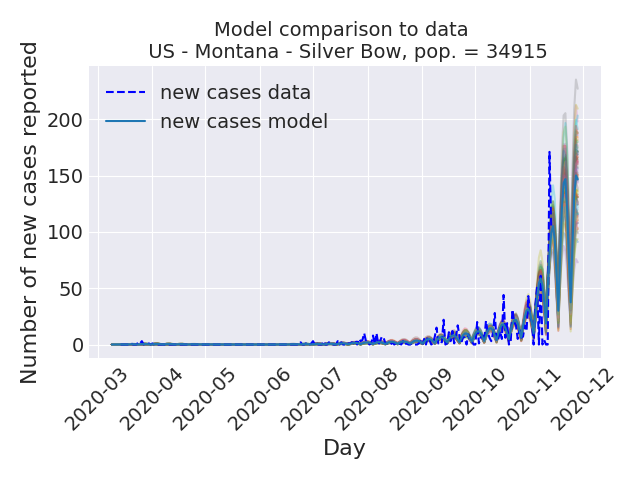 Model comparison to data
US - Montana - Silver Bow, pop. = 34915
Number of new cases reported
new cases data
new cases model
200
150
100
50
0
2020-03
2020-04
2020-05
2020-06
2020-07
2020-08
2020-09
2020-10
2020-11
2020-12
Day